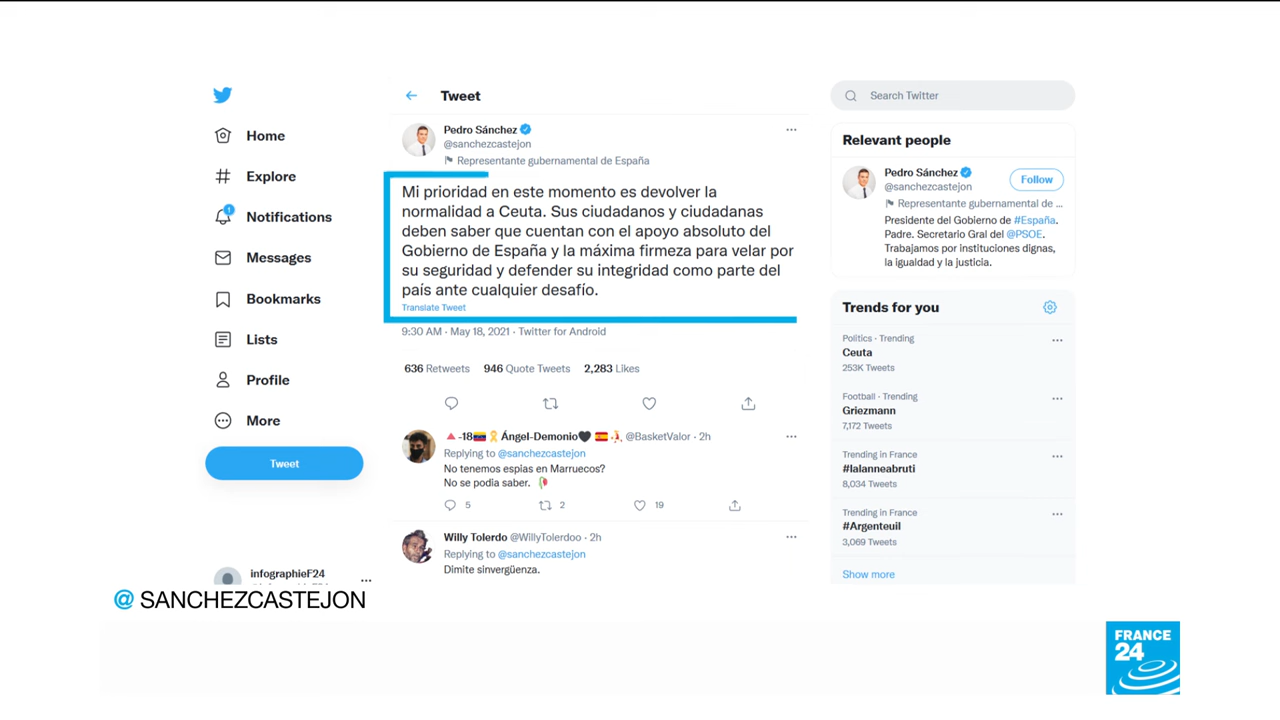 Home
Explore
1
Notifications
Messages
Bookmarks
Lists
Profile
More
Tweet
infographieF24
Tweet
Pedro Sánchez
@sanchezcastejon
Representante gubernamental de España
Mi prioridad en este momento es devolver la
normalidad a Ceuta. Sus ciudadanos y ciudadanas
deben saber que cuentan con el apoyo absoluto del
Gobierno de España y la máxima firmeza para velar por
su seguridad y defender su integridad como parte del
país ante cualquier desafío.
Translate Tweet
9:30 AM · May 18, 2021 · Twitter for Android
636 Retweets 946 Quote Tweets 2,283 Likes
-18 Ángel-Demonio @BasketValor · 2h
Replying to @sanchezcastejon
No tenemos espias en Marruecos?
No se podia saber.
5 2 19
Willy Tolerdo @WillyTolerdoo · 2h
Replying to @sanchezcastejon
Dimite sinvergüenza.
Search Twitter
Relevant people
Pedro Sánchez
@sanchezcastejon
Follow
Representante gubernamental de ...
Presidente del Gobierno de #España.
Padre. Secretario Gral del @PSOE.
Trabajamos por instituciones dignas,
la igualdad y la justicia.
Trends for you
Politics · Trending
Ceuta
253K Tweets
Football · Trending
Griezmann
7,172 Tweets
Trending in France
#lalanneabruti
8,034 Tweets
Trending in France
#Argenteuil
3,069 Tweets
Show more
@ SANCHEZCASTEJON
FRANCE
24